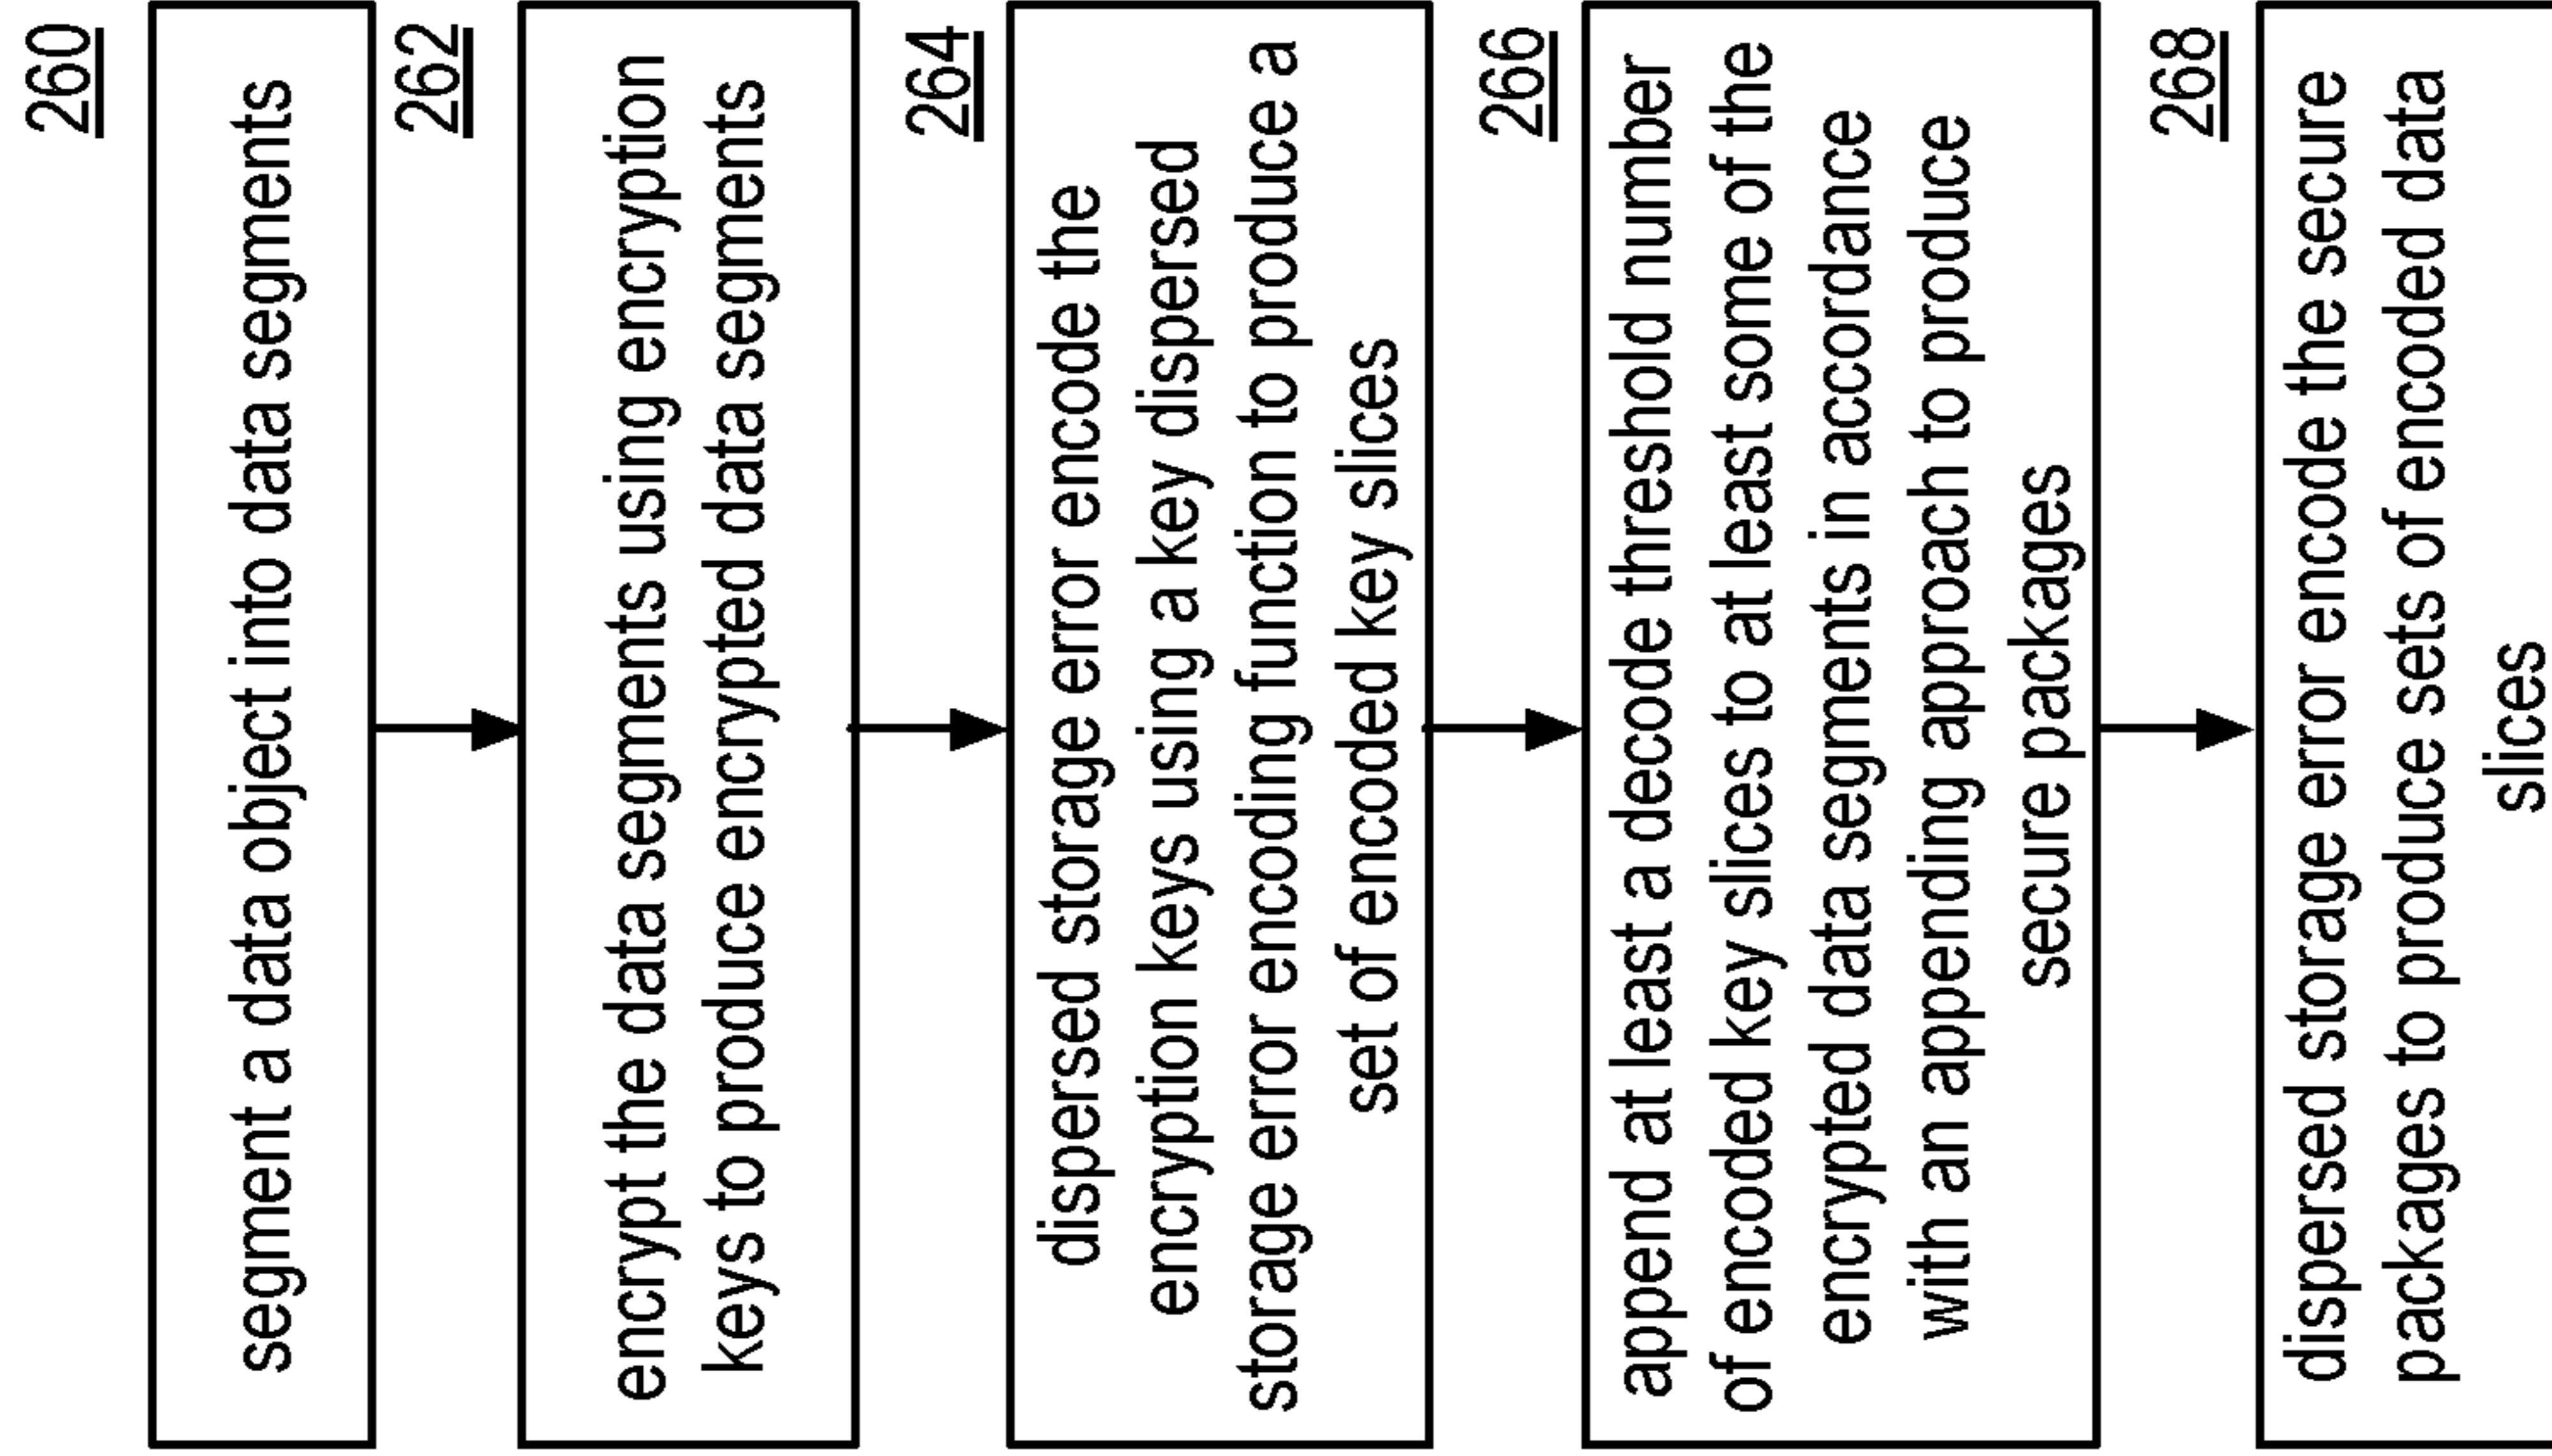 260
segment a data object into data segments
262
encrypt the data segments using encryption
keys to produce encrypted data segments
264
dispersed storage error encode the
encryption keys using a key dispersed
storage error encoding function to produce a
set of encoded key slices
266
append at least a decode threshold number
of encoded key slices to at least some of the
encrypted data segments in accordance
with an appending approach to produce
secure packages
268
dispersed storage error encode the secure
packages to produce sets of encoded data
slices